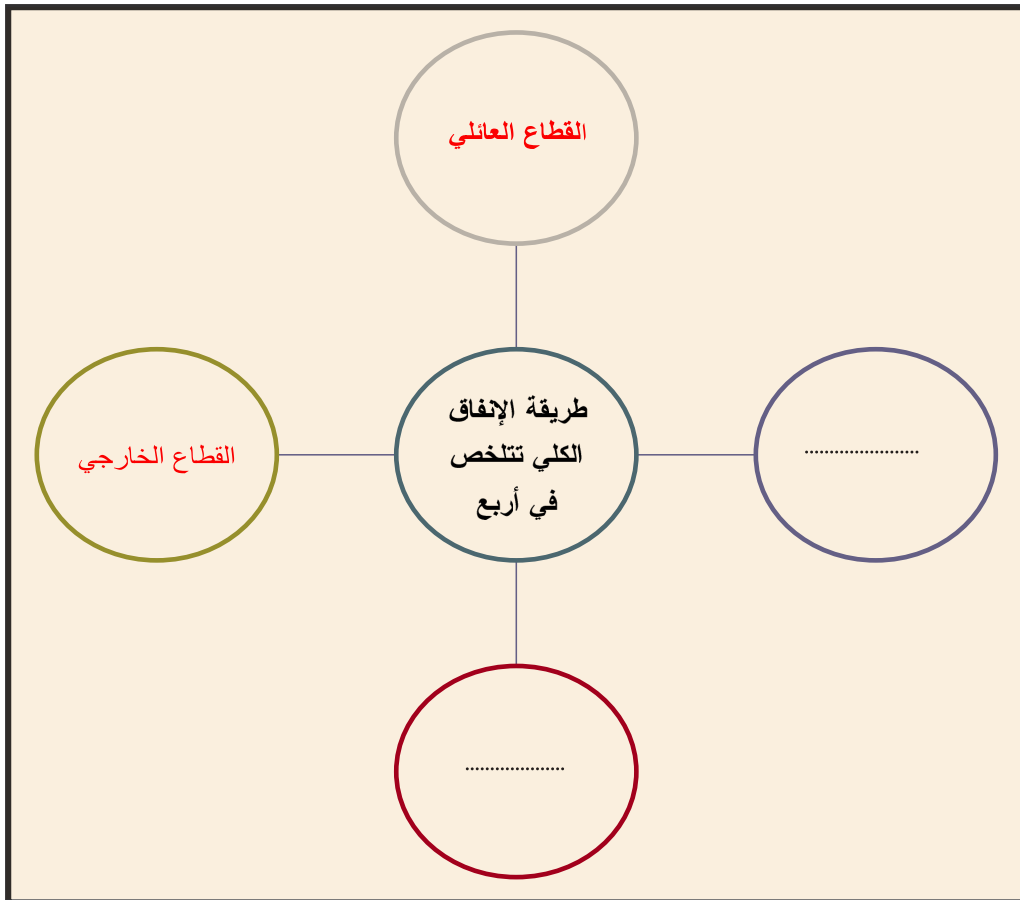 القطاع العائلي
طريقة الإنفاق
الكلي تتلخص
في أربع
.......................
القطاع الخارجي
....................